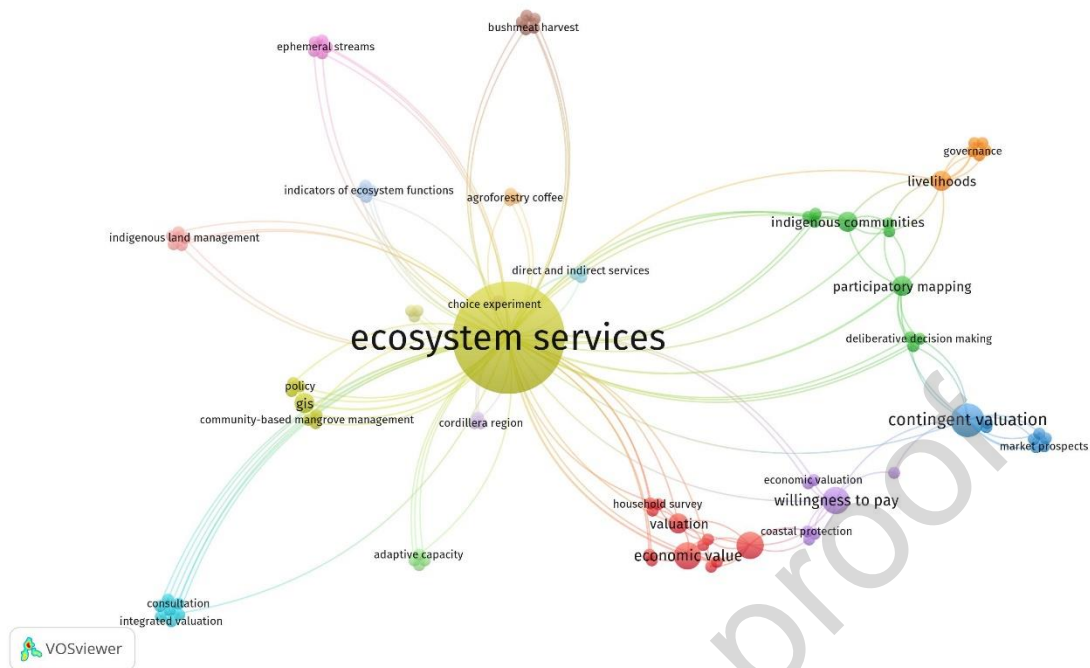 bushmeat harvest
ephemeral streams
governance
livelihoods
indicators of ecosystem functions
agroforestry coffee
indigenous communities
indigenous land management
direct and indirect services
participatory mapping
choice experiment
ecosystem services
deliberative decision making
policy
gis
community-based mangrove management
cordillera region
contingent valuation
market prospects
economic valuation
willingness to pay
household survey
valuation
coastal protection
economic value
adaptive capacity
consultation
integrated valuation
VOSviewer
proof